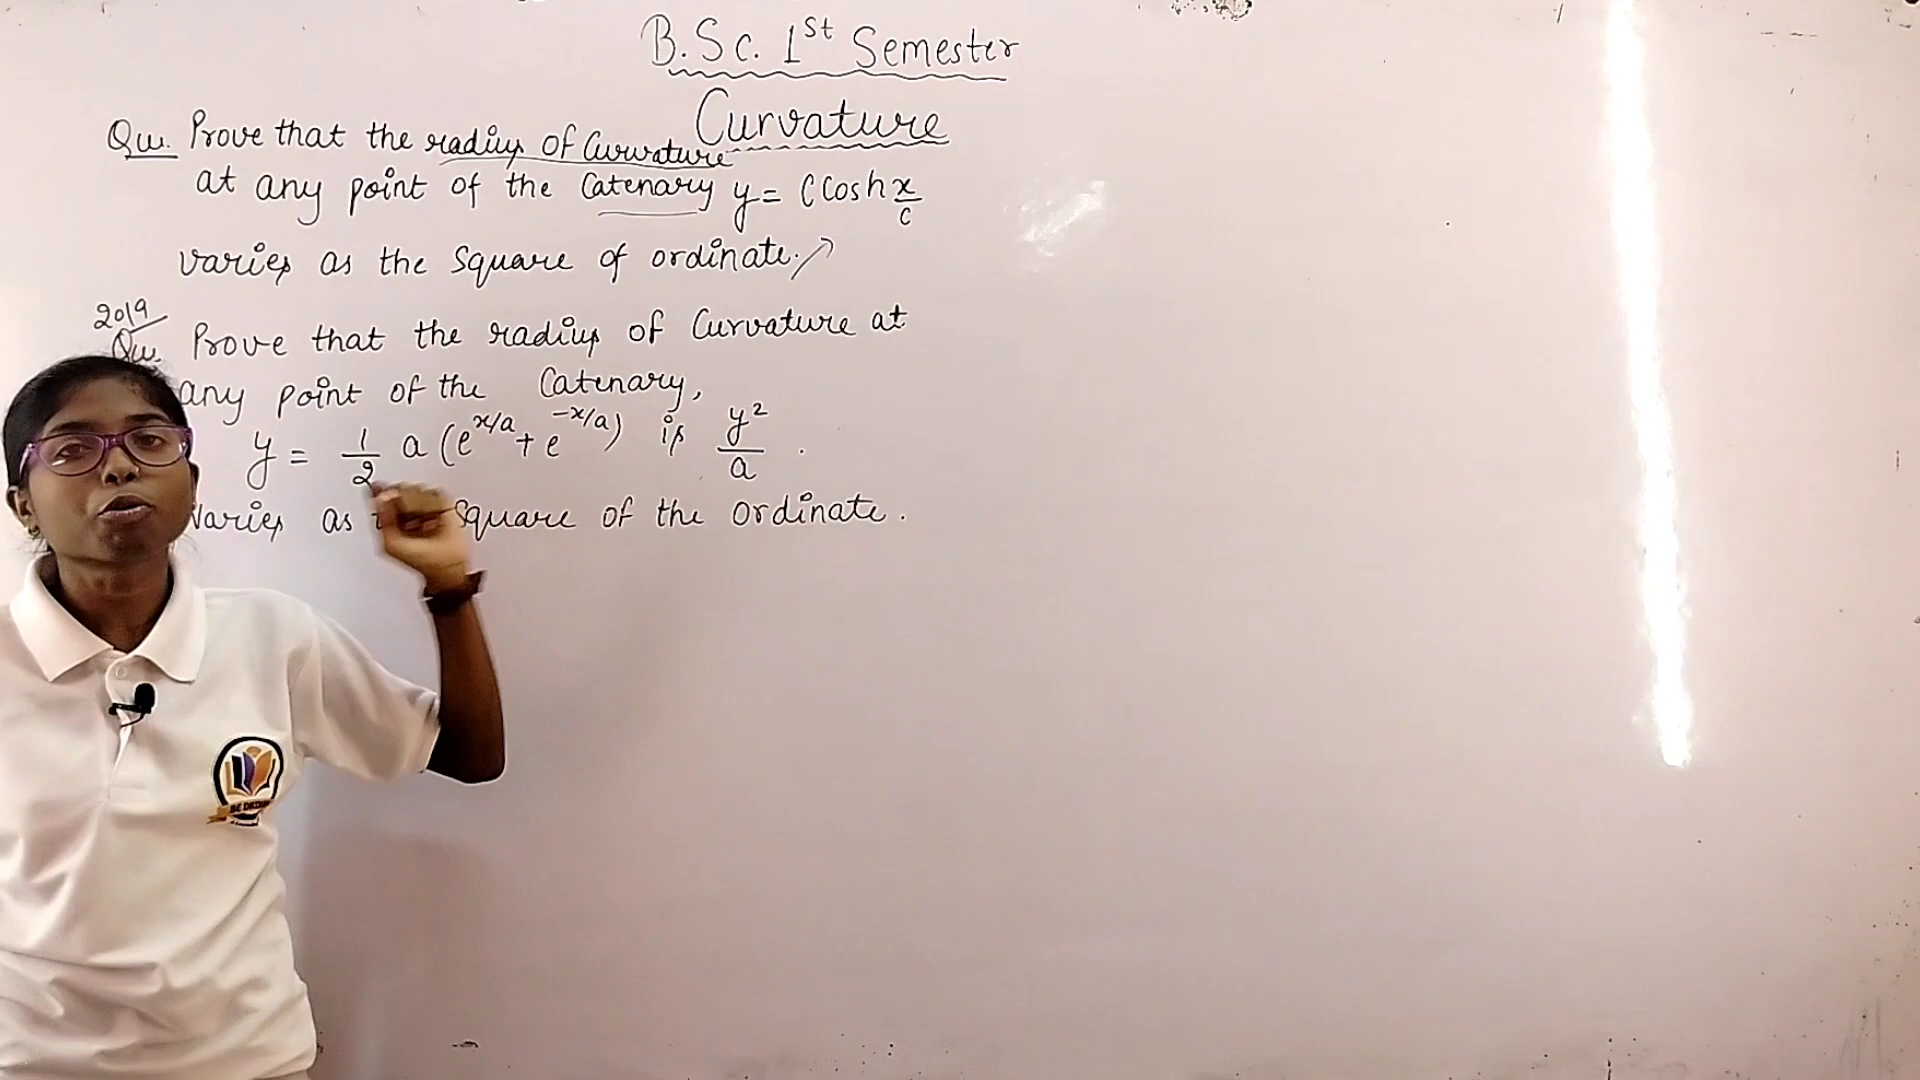 B.Sc. 1st Semester
Curvature
Qu. Prove that the radius of Curvature
at any point of the Catenary y = C Cosh x/c
varies as the square of ordinate.
2019
Qu. Prove that the radius of Curvature at
any point of the Catenary,
y = 1/2 a (e^x/a + e^-x/a) is y²/a .
Varies as square of the ordinate.